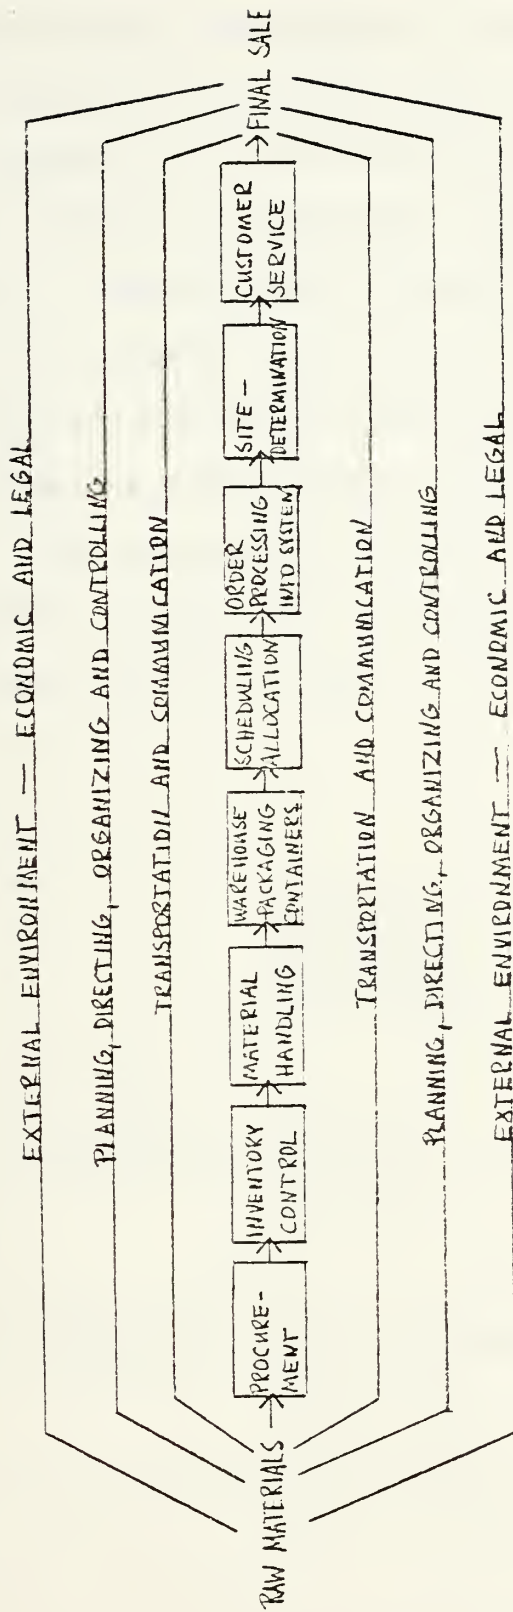 EXTERNAL ENVIRONMENT — ECONOMIC AND LEGAL
PLANNING, DIRECTING, ORGANIZING AND CONTROLLING
TRANSPORTATION AND COMMUNICATION
RAW MATERIALS
PROCURE-
MENT
INVENTORY
CONTROL
MATERIAL
HANDLING
WAREHOUSE
PACKAGING
CONTAINERS
SCHEDULING
ALLOCATION
ORDER
PROCESSING
INTO SYSTEM
SITE —
DETERMINATION
CUSTOMER
SERVICE
FINAL SALE
TRANSPORTATION AND COMMUNICATION
PLANNING, DIRECTING, ORGANIZING AND CONTROLLING
EXTERNAL ENVIRONMENT — ECONOMIC AND LEGAL